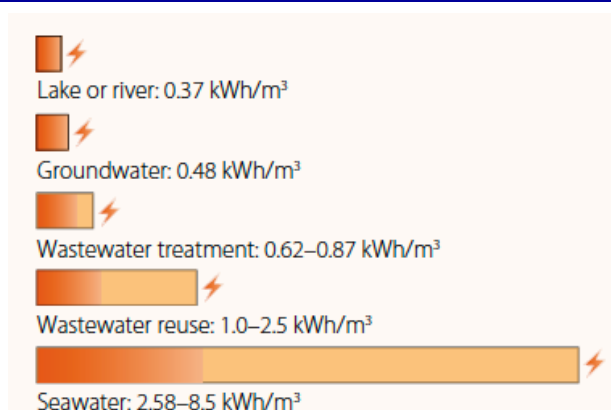 Lake or river: 0.37 kWh/m³
Groundwater: 0.48 kWh/m³
Wastewater treatment: 0.62–0.87 kWh/m³
Wastewater reuse: 1.0–2.5 kWh/m³
Seawater: 2.58–8.5 kWh/m³